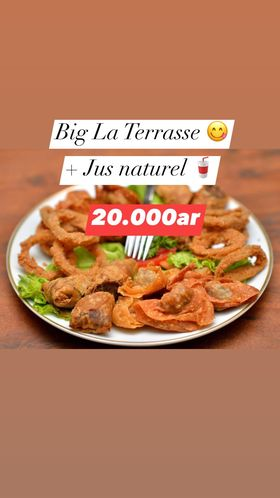 Big La Terrasse 😋
+ Jus naturel 🥤
20.000ar